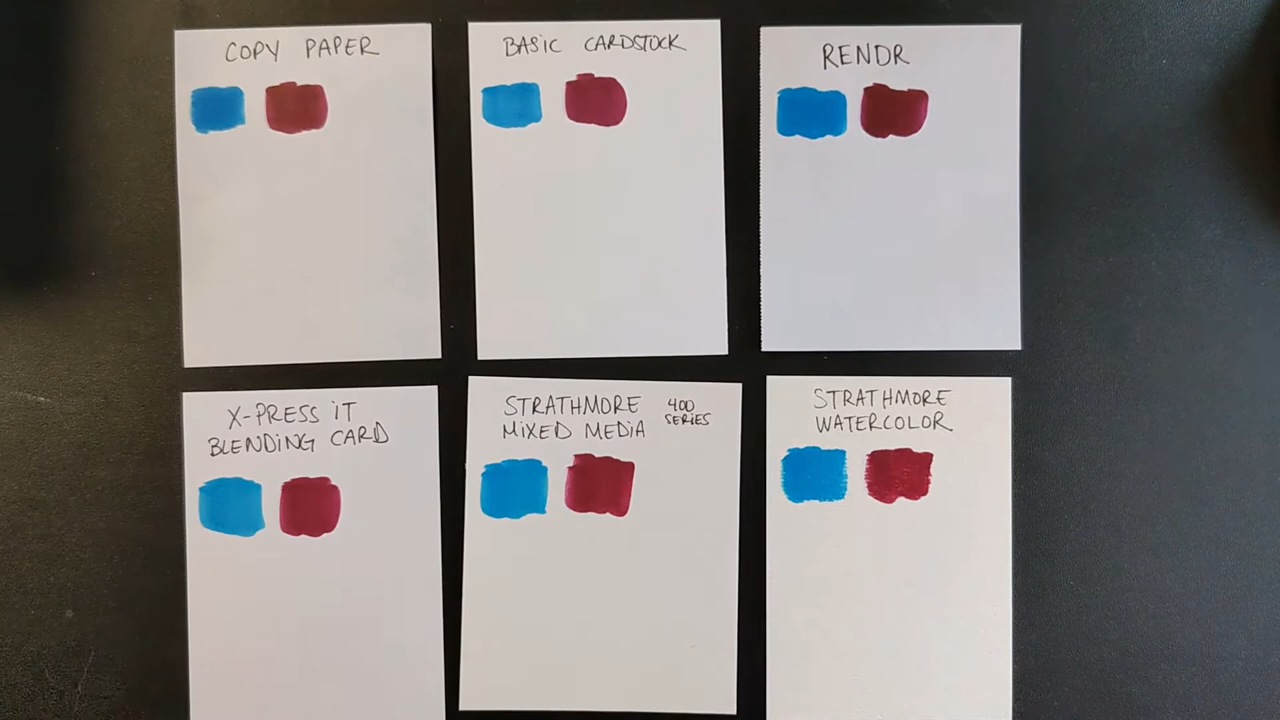 COPY PAPER
BASIC CARDSTOCK
RENDR
X-PRESS IT
BLENDING CARD
STRATHMORE 400
MIXED MEDIA SERIES
STRATHMORE
WATERCOLOR